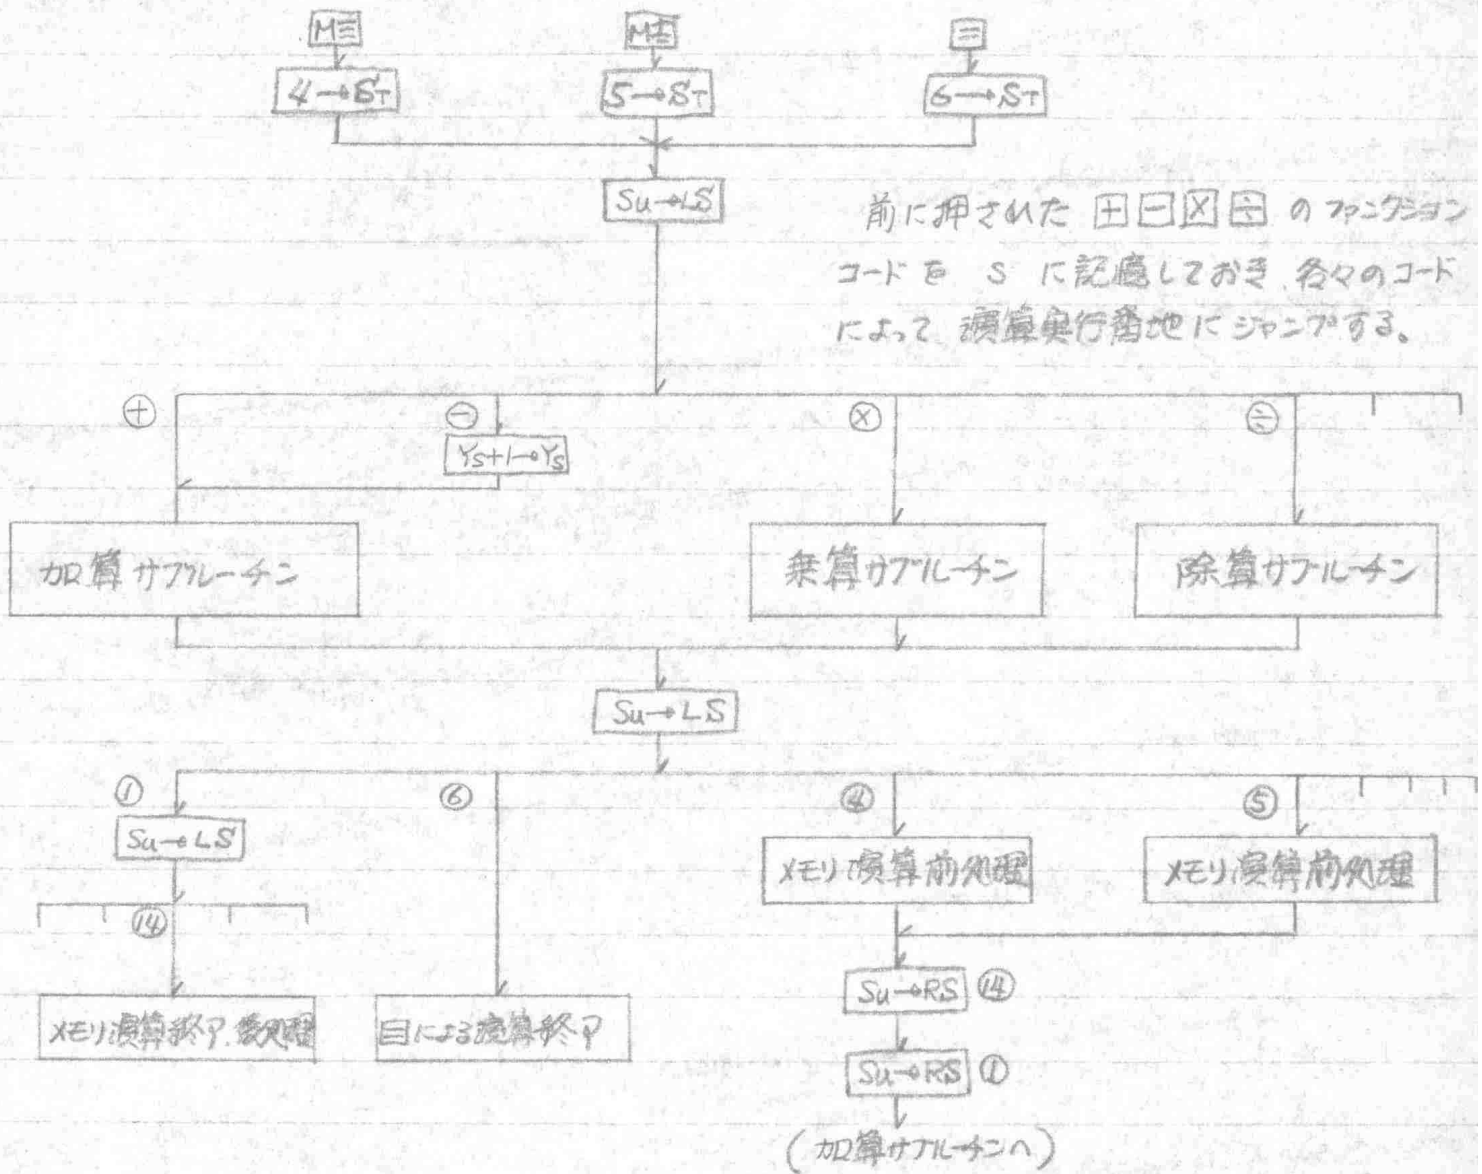 M≡ M± =
4→ST 5→ST 6→ST
Su→LS
前に押された + − × ÷ のファンクション
コードを S に記憶しておき、各々のコード
によって 演算実行番地にジャンプする。
⊕ ⊖ ⊗ ÷
YS+1→YS
加算サブルーチン 乗算サブルーチン 除算サブルーチン
Su→LS
① ⑥ ④ ⑤
Su→LS
メモリ演算前処理 メモリ演算前処理
⑭
Su→RS ⑭
メモリ演算終了、後処理 =による演算終了
Su→RS ①
(加算サブルーチンへ)